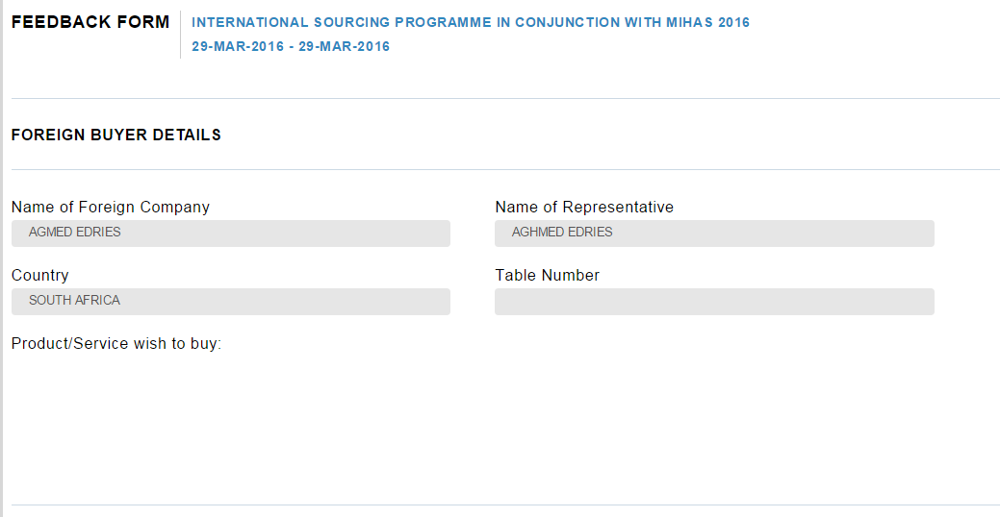 FEEDBACK FORM
INTERNATIONAL SOURCING PROGRAMME IN CONJUNCTION WITH MIHAS 2016
29-MAR-2016 - 29-MAR-2016
FOREIGN BUYER DETAILS
Name of Foreign Company
AGMED EDRIES
Name of Representative
AGHMED EDRIES
Country
SOUTH AFRICA
Table Number
Product/Service wish to buy: